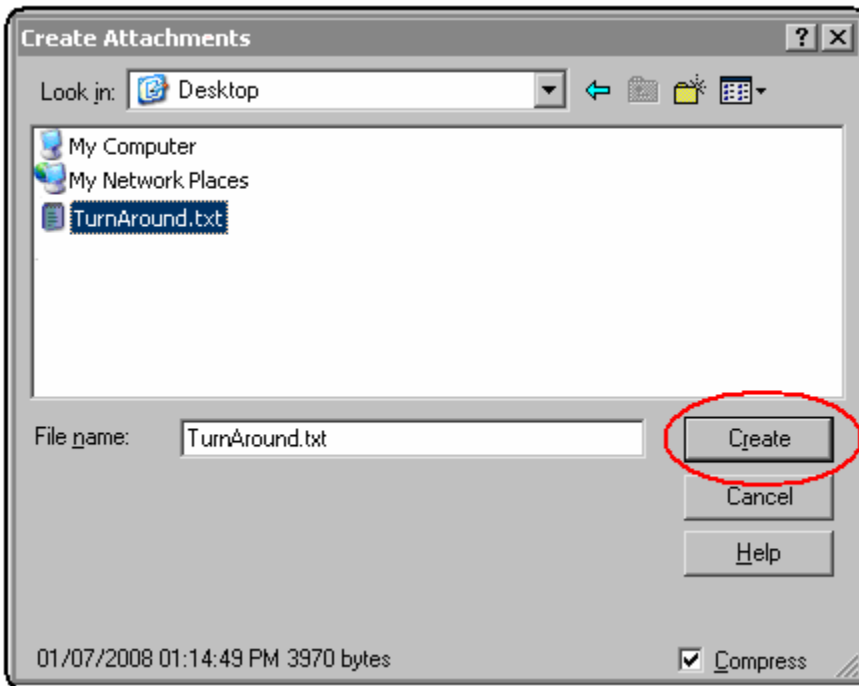 Create Attachments
Look in: Desktop
My Computer
My Network Places
TurnAround.txt
File name: TurnAround.txt Create
Cancel
Help
01/07/2008 01:14:49 PM 3970 bytes Compress